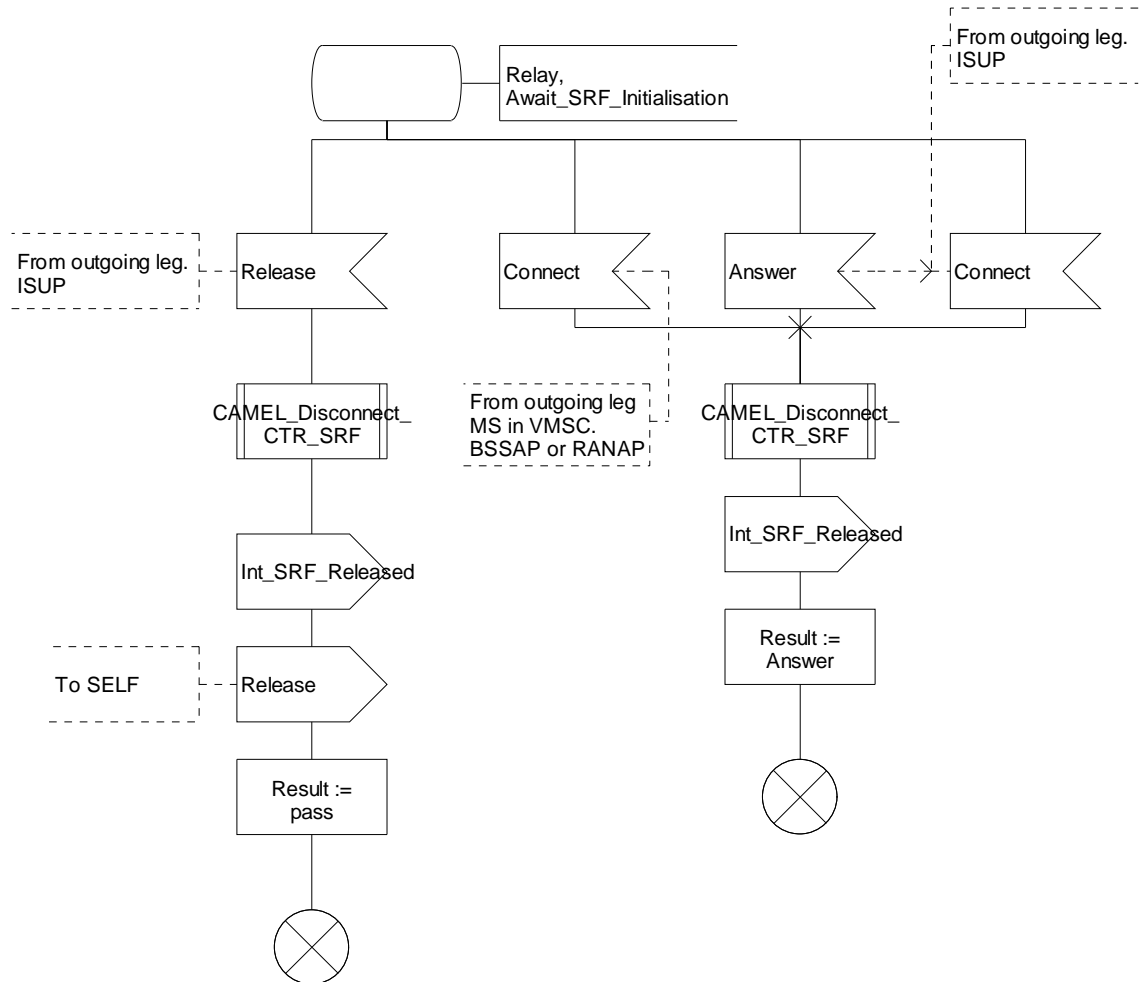 From outgoing leg.
ISUP
Relay,
Await_SRF_Initialisation
From outgoing leg.
ISUP
Release
Connect
Answer
Connect
CAMEL_Disconnect_
CTR_SRF
From outgoing leg
MS in VMSC.
BSSAP or RANAP
CAMEL_Disconnect_
CTR_SRF
Int_SRF_Released
Int_SRF_Released
To SELF
Release
Result :=
Answer
Result :=
pass